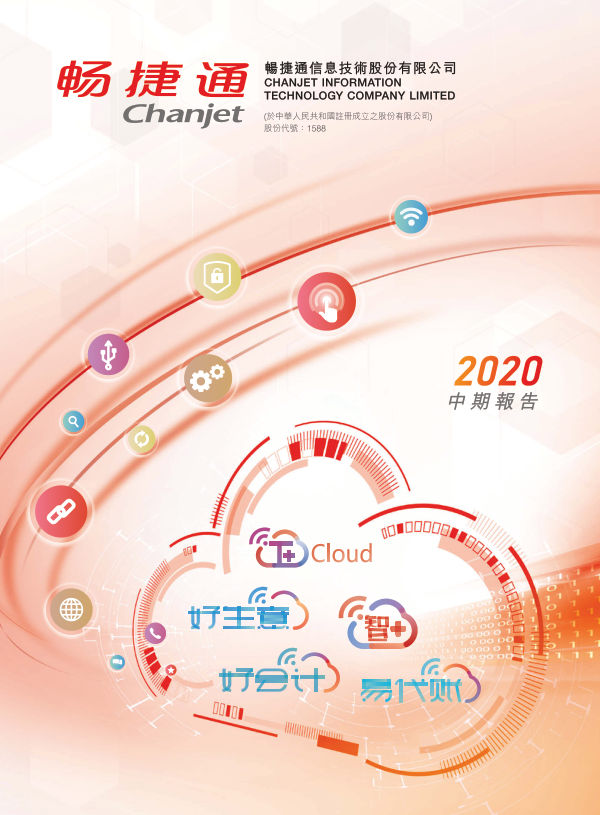 畅捷通
Chanjet
暢捷通信息技術股份有限公司
CHANJET INFORMATION
TECHNOLOGY COMPANY LIMITED
(於中華人民共和國註冊成立之股份有限公司)
股份代號：1588
2020
中期報告
T+Cloud
好生意
智+
好会计
易代账